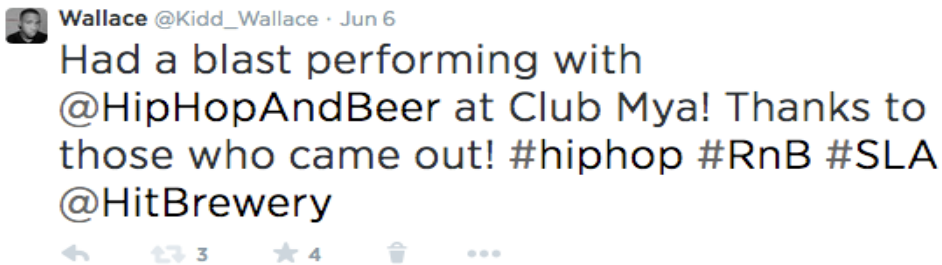 Wallace @Kidd_Wallace · Jun 6
Had a blast performing with
@HipHopAndBeer at Club Mya! Thanks to
those who came out! #hiphop #RnB #SLA
@HitBrewery
3 4